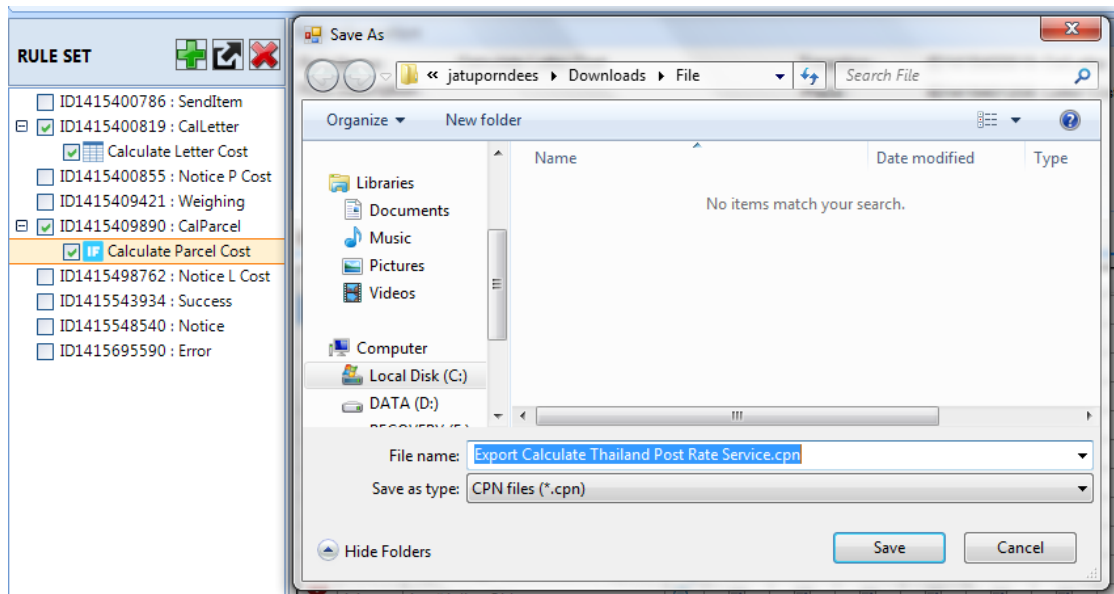 RULE SET
ID1415400786 : SendItem
ID1415400819 : CalLetter
Calculate Letter Cost
ID1415400855 : Notice P Cost
ID1415409421 : Weighing
ID1415409890 : CalParcel
IF Calculate Parcel Cost
ID1415498762 : Notice L Cost
ID1415543934 : Success
ID1415548540 : Notice
ID1415695590 : Error
Save As
« jatuporndees ▸ Downloads ▸ File
Search File
Organize
New folder
Name
Date modified
Type
No items match your search.
Libraries
Documents
Music
Pictures
Videos
Computer
Local Disk (C:)
DATA (D:)
File name: Export Calculate Thailand Post Rate Service.cpn
Save as type: CPN files (*.cpn)
Hide Folders
Save
Cancel